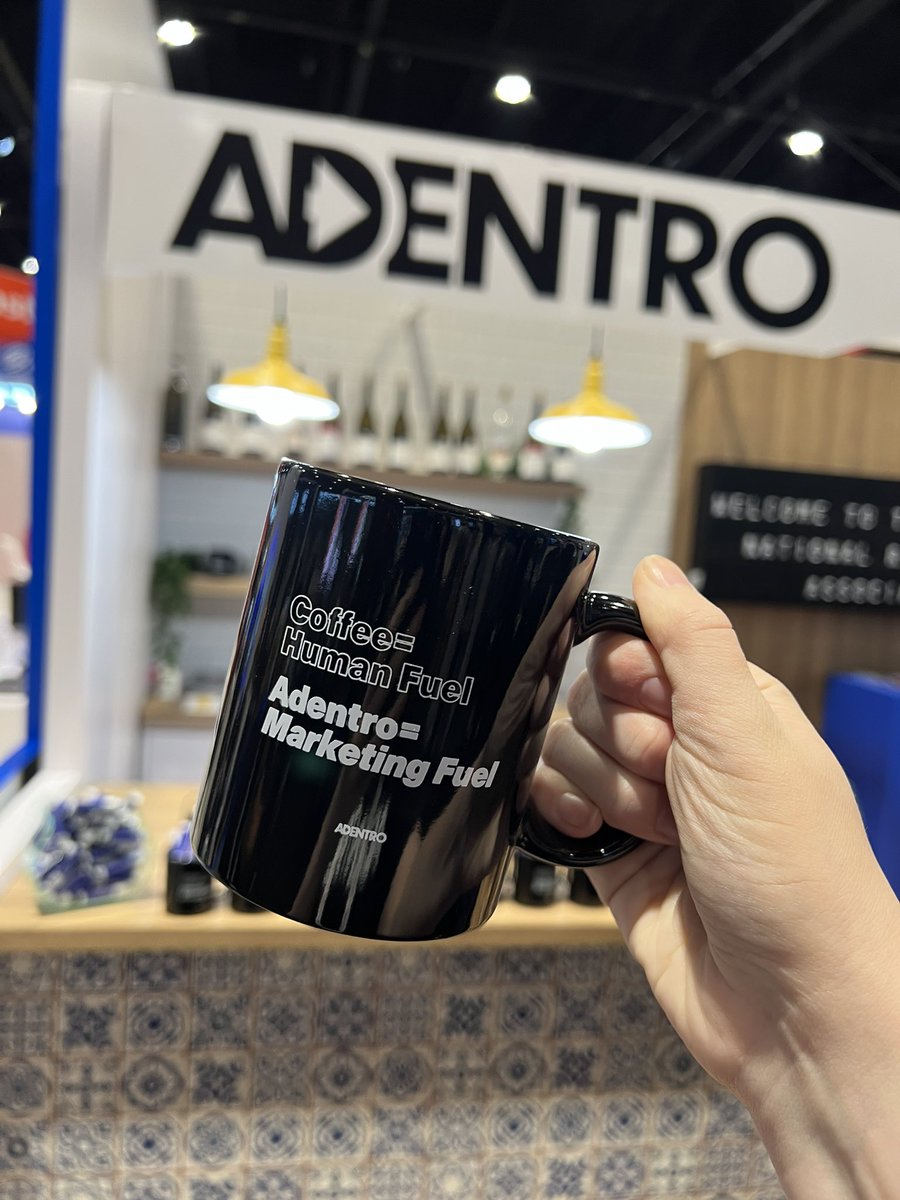 ADENTRO
WELCOME TO
NATIONAL
Coffee=
Human Fuel
Adentro=
Marketing Fuel
ADENTRO